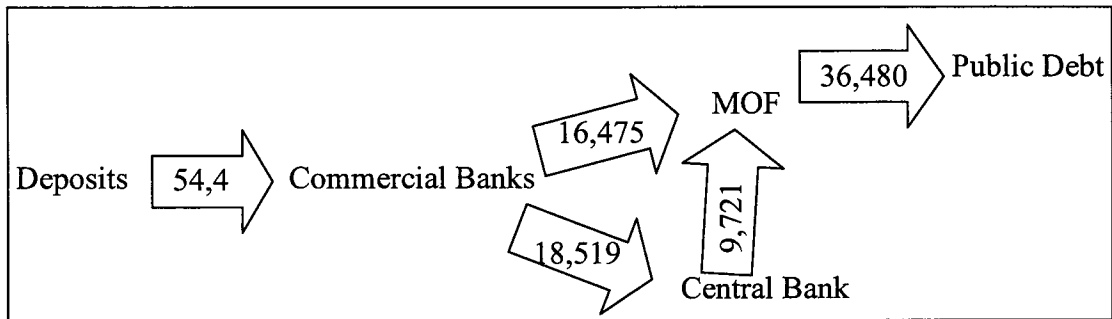 Deposits
54,4
Commercial Banks
16,475
18,519
MOF
9,721
Central Bank
36,480
Public Debt